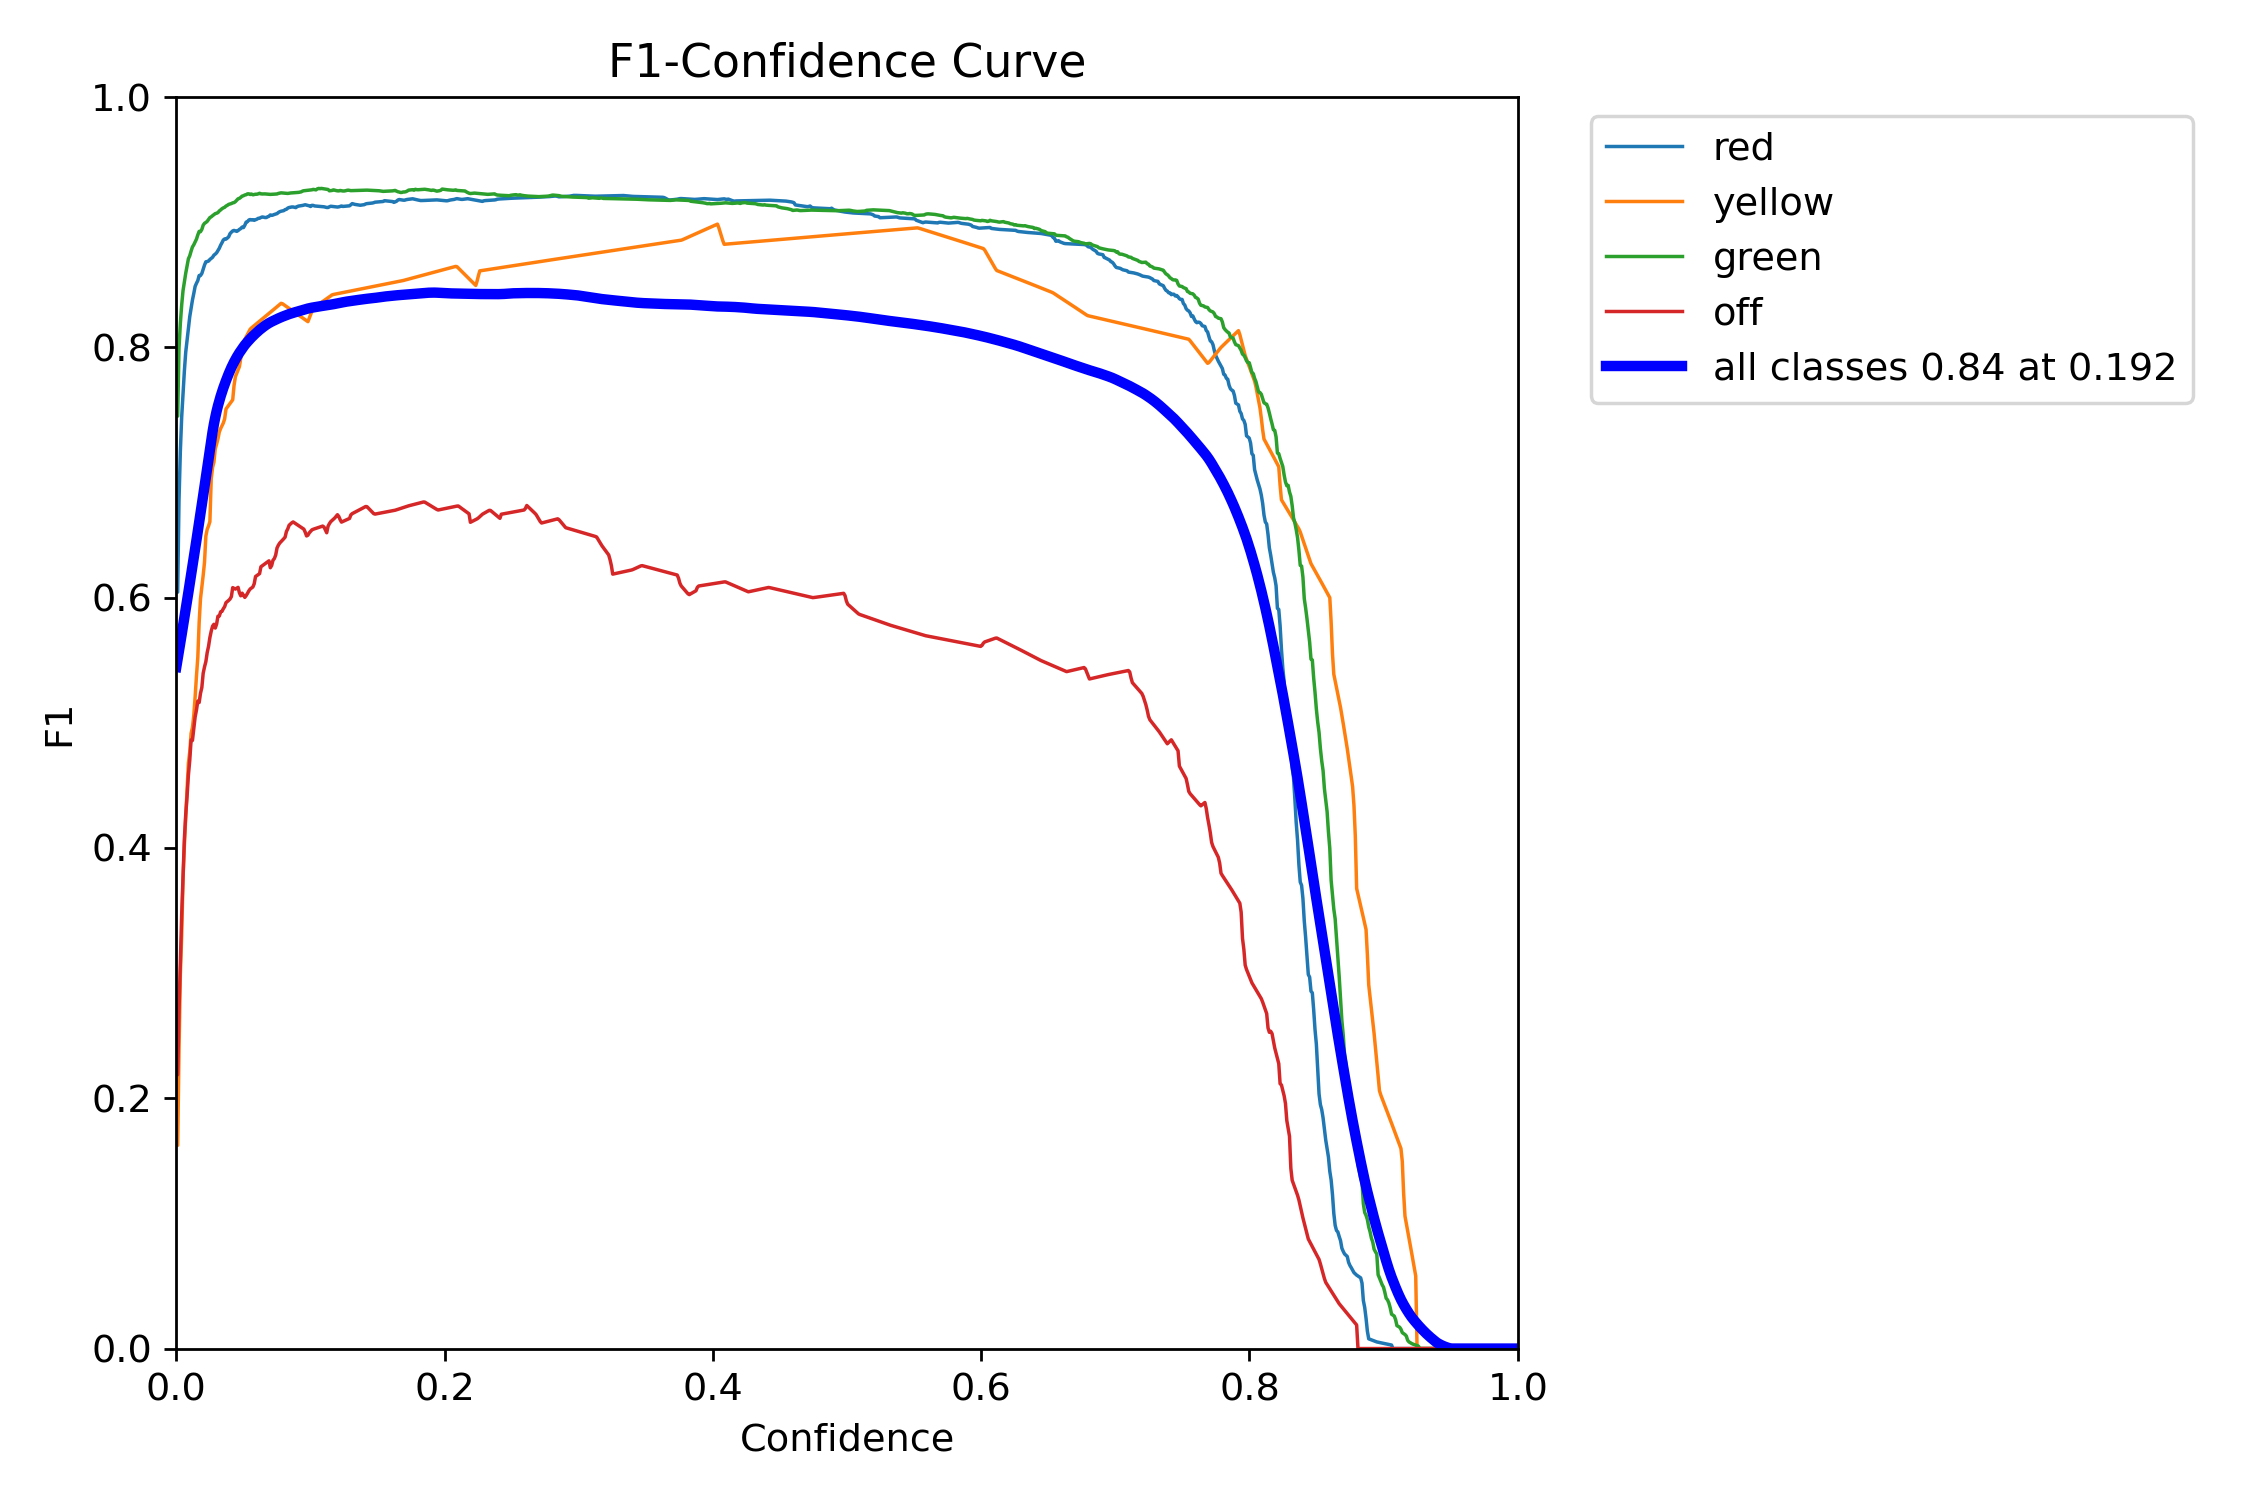 F1-Confidence Curve
1.0
0.8
0.6
0.4
0.2
0.0
F1
0.0 0.2 0.4 0.6 0.8 1.0
Confidence
red
yellow
green
off
all classes 0.84 at 0.192